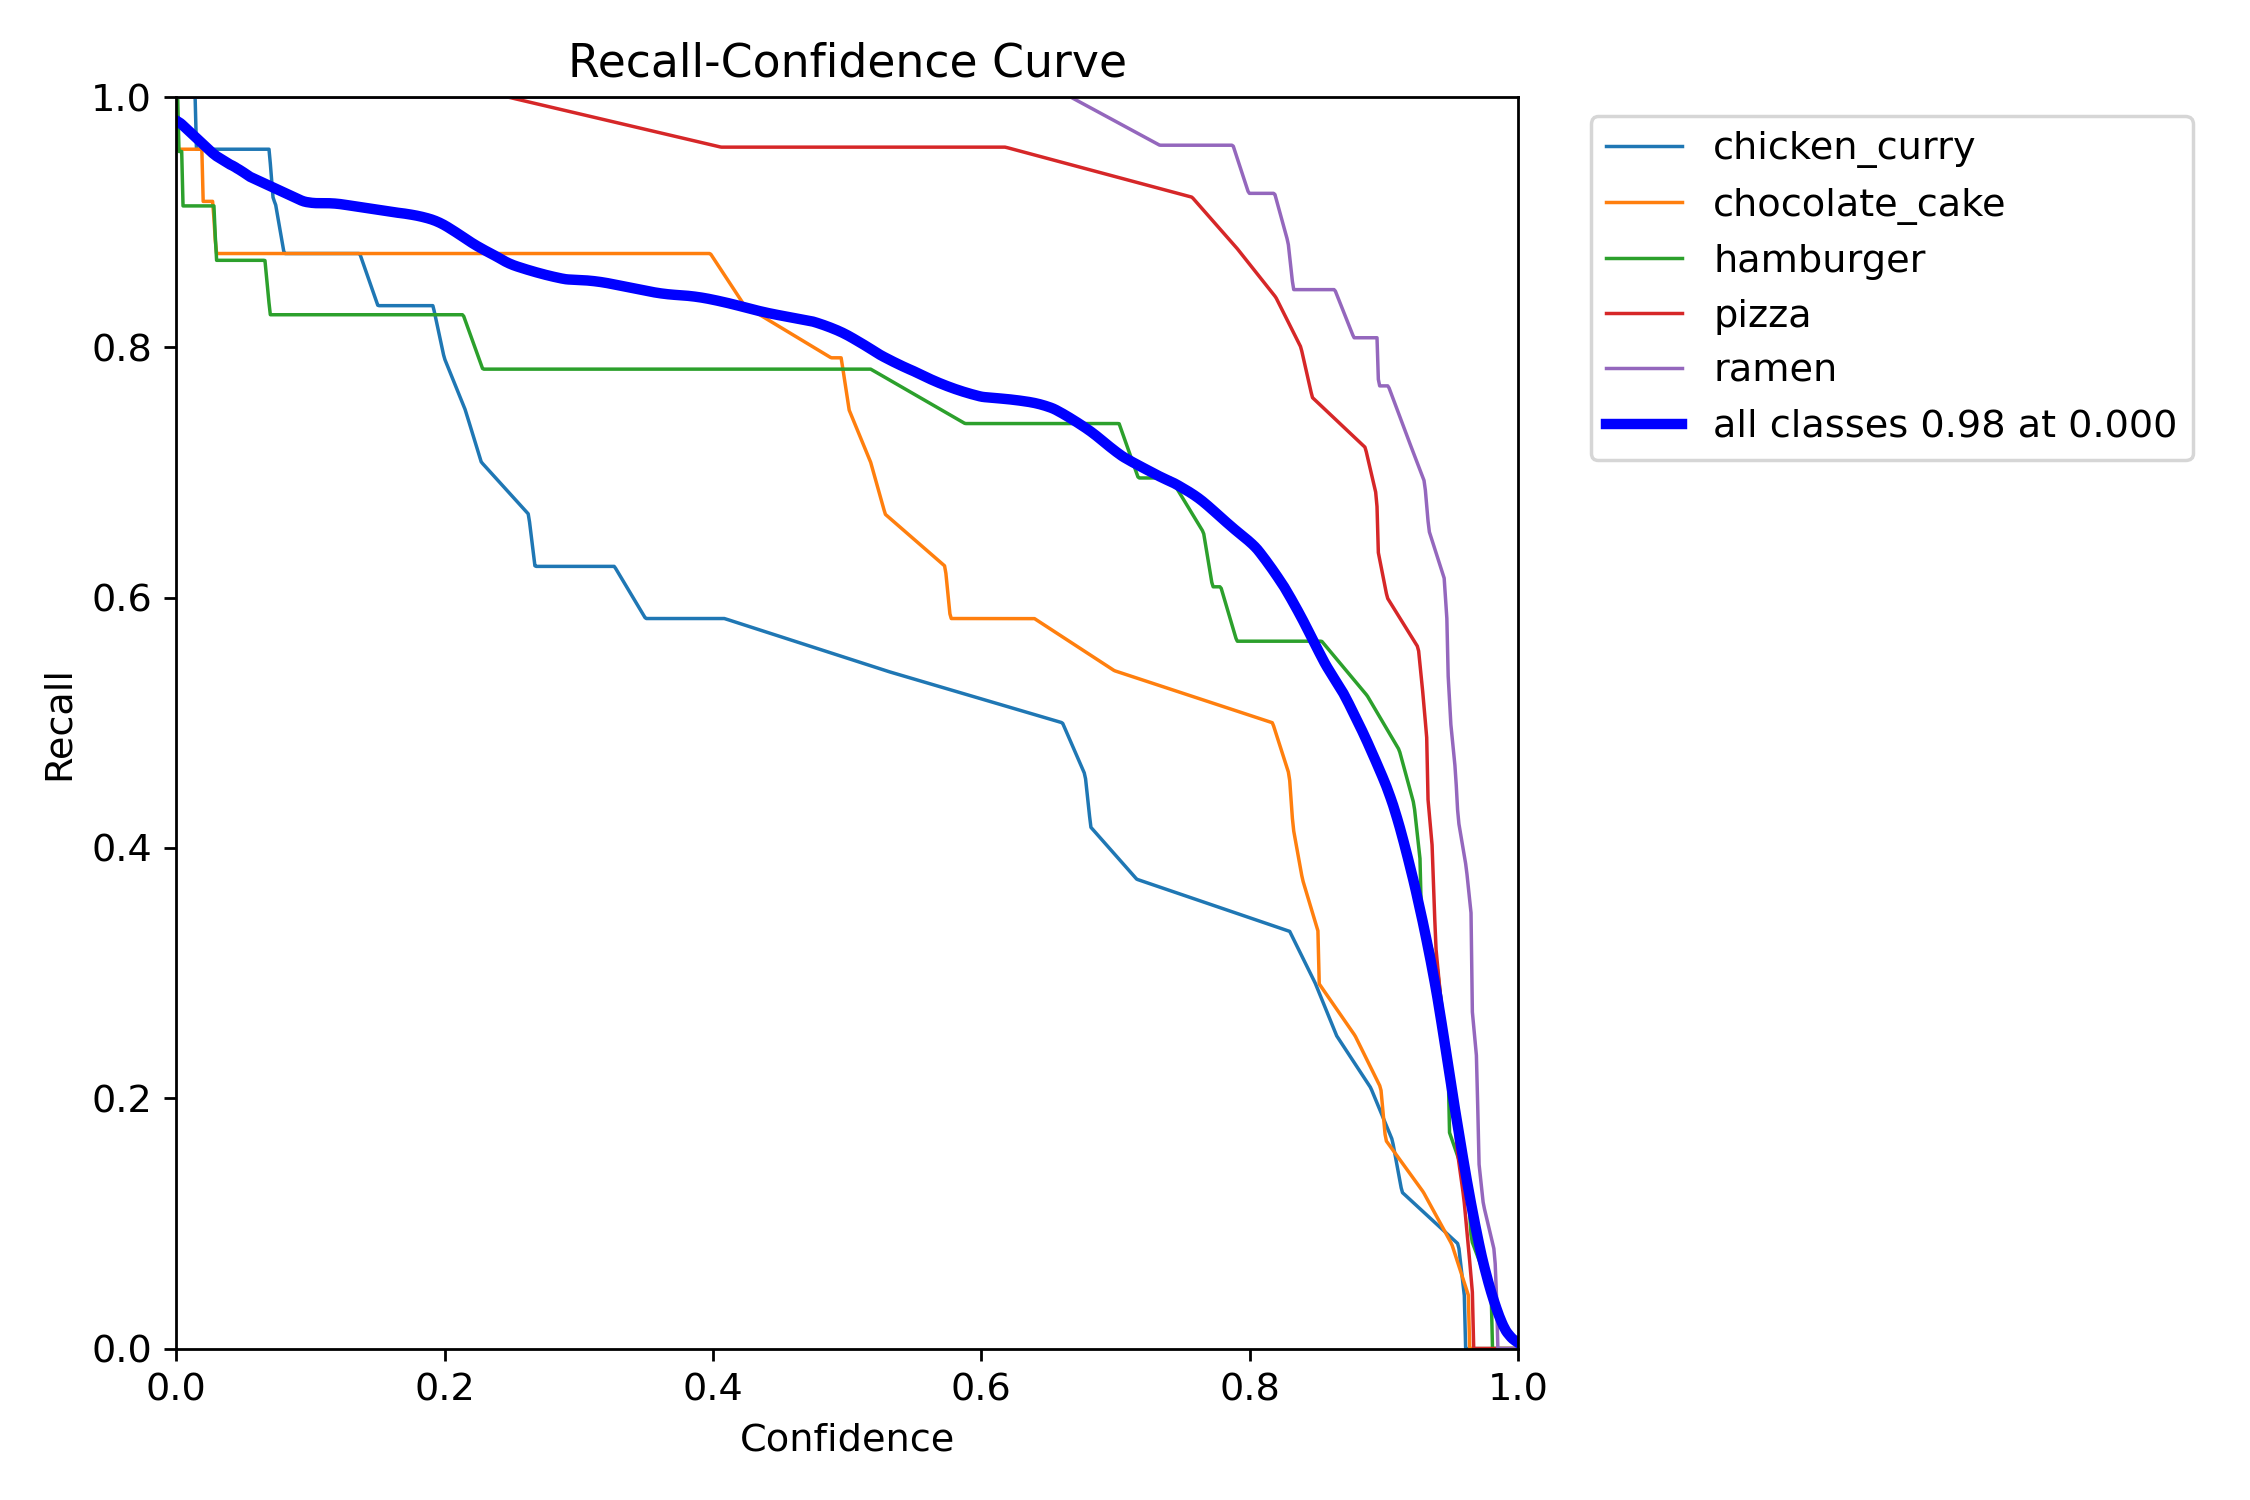 Recall-Confidence Curve
1.0
0.8
0.6
0.4
0.2
0.0
Recall
0.0 0.2 0.4 0.6 0.8 1.0
Confidence
chicken_curry
chocolate_cake
hamburger
pizza
ramen
all classes 0.98 at 0.000